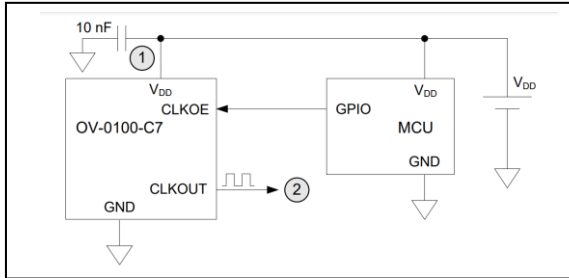 10 nF
1
VDD
VDD
VDD
CLKOE
GPIO
OV-0100-C7
MCU
GND
CLKOUT
2
GND